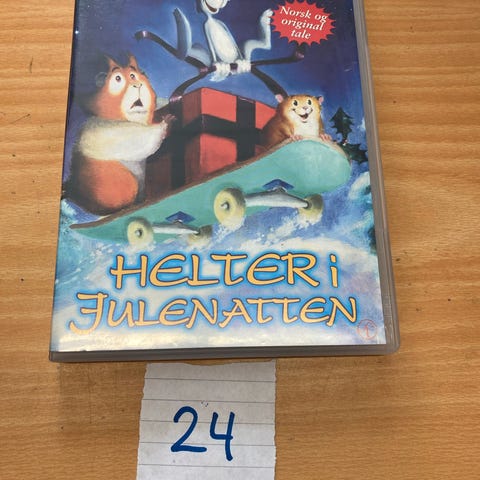 Norsk og
original
tale
HELTER i
JULENATTEN
24